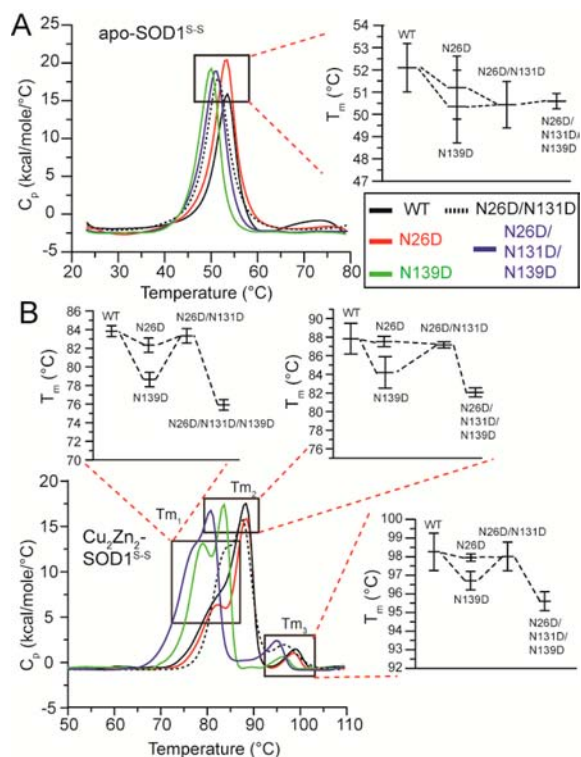 A
apo-SOD1S-S
Cp (kcal/mole/°C)
25
20
15
10
5
0
-5
20 30 40 50 60 70 80
Temperature (°C)
Tm (°C)
54
53
52
51
50
49
48
47
WT
N26D
N26D/N131D
N139D
N26D/
N131D/
N139D
WT
N26D/N131D
N26D
N26D/
N131D/
N139D
N139D
B
Tm (°C)
86
84
82
80
78
76
74
72
70
WT
N26D
N26D/N131D
N139D
N26D/N131D/N139D
Tm (°C)
90
88
86
84
82
80
78
76
WT
N26D
N26D/N131D
N139D
N26D/
N131D/
N139D
Cu2Zn2-
SOD1S-S
Tm1
Tm2
Tm3
Cp (kcal/mole/°C)
25
20
15
10
5
0
-5
50 60 70 80 90 100 110
Temperature (°C)
Tm (°C)
100
99
98
97
96
95
94
93
92
WT
N26D
N26D/N131D
N139D
N26D/
N131D/
N139D